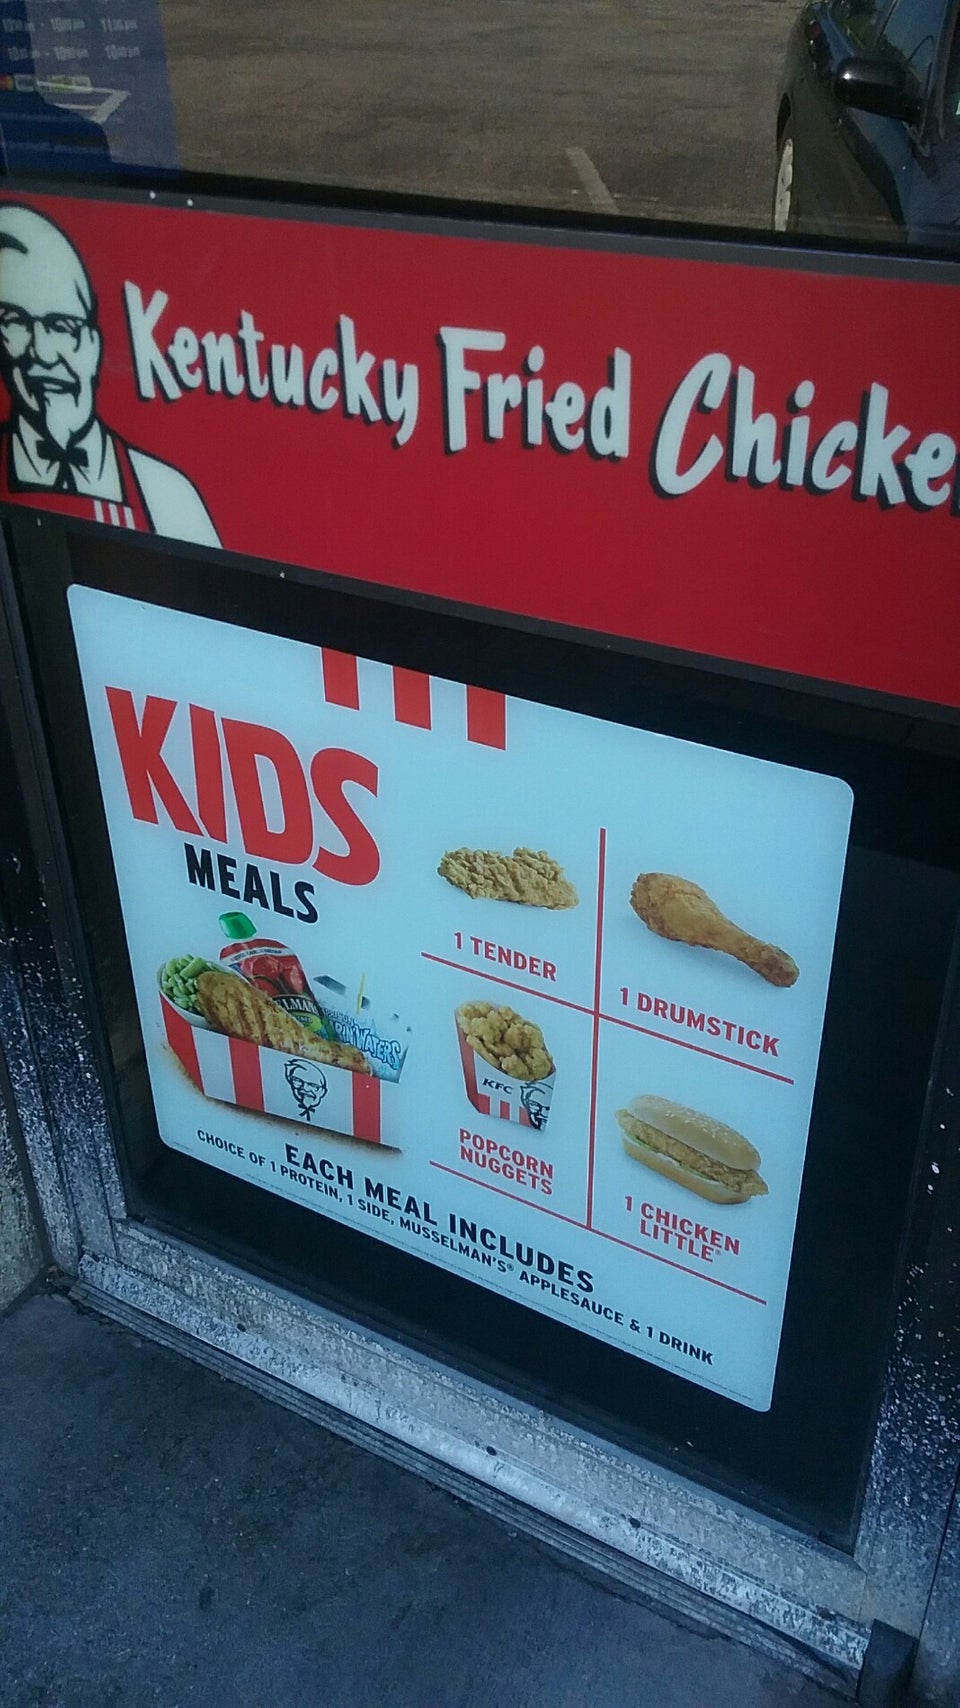 Kentucky Fried Chicke
KIDS
MEALS
1 TENDER
1 DRUMSTICK
KFC
POPCORN
NUGGETS
1 CHICKEN
LITTLE®
EACH MEAL INCLUDES
CHOICE OF 1 PROTEIN, 1 SIDE, MUSSELMAN'S® APPLESAUCE & 1 DRINK